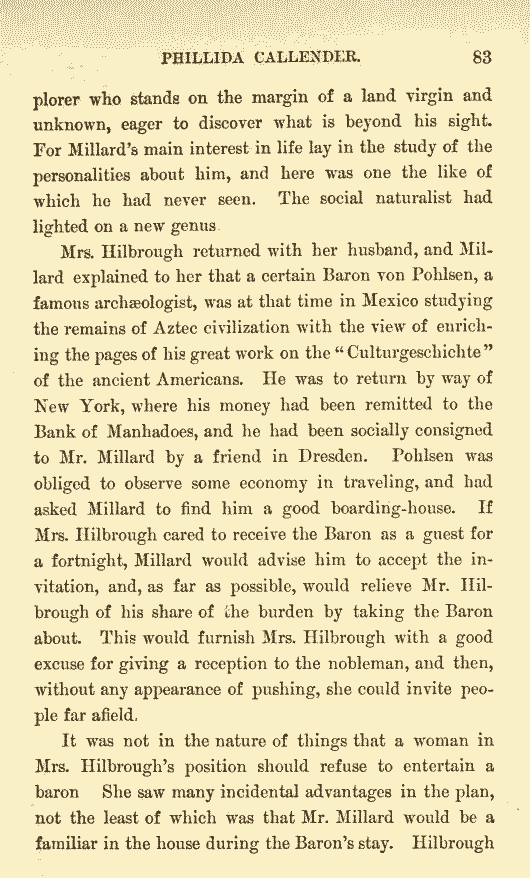 PHILLIDA CALLENDER. 83
plorer who stands on the margin of a land virgin and
unknown, eager to discover what is beyond his sight.
For Millard's main interest in life lay in the study of the
personalities about him, and here was one the like of
which he had never seen. The social naturalist had
lighted on a new genus
Mrs. Hilbrough returned with her husband, and Mil-
lard explained to her that a certain Baron von Pohlsen, a
famous archæologist, was at that time in Mexico studying
the remains of Aztec civilization with the view of enrich-
ing the pages of his great work on the "Culturgeschichte"
of the ancient Americans. He was to return by way of
New York, where his money had been remitted to the
Bank of Manhadoes, and he had been socially consigned
to Mr. Millard by a friend in Dresden. Pohlsen was
obliged to observe some economy in traveling, and had
asked Millard to find him a good boarding-house. If
Mrs. Hilbrough cared to receive the Baron as a guest for
a fortnight, Millard would advise him to accept the in-
vitation, and, as far as possible, would relieve Mr. Hil-
brough of his share of the burden by taking the Baron
about. This would furnish Mrs. Hilbrough with a good
excuse for giving a reception to the nobleman, and then,
without any appearance of pushing, she could invite peo-
ple far afield.
It was not in the nature of things that a woman in
Mrs. Hilbrough's position should refuse to entertain a
baron She saw many incidental advantages in the plan,
not the least of which was that Mr. Millard would be a
familiar in the house during the Baron's stay. Hilbrough